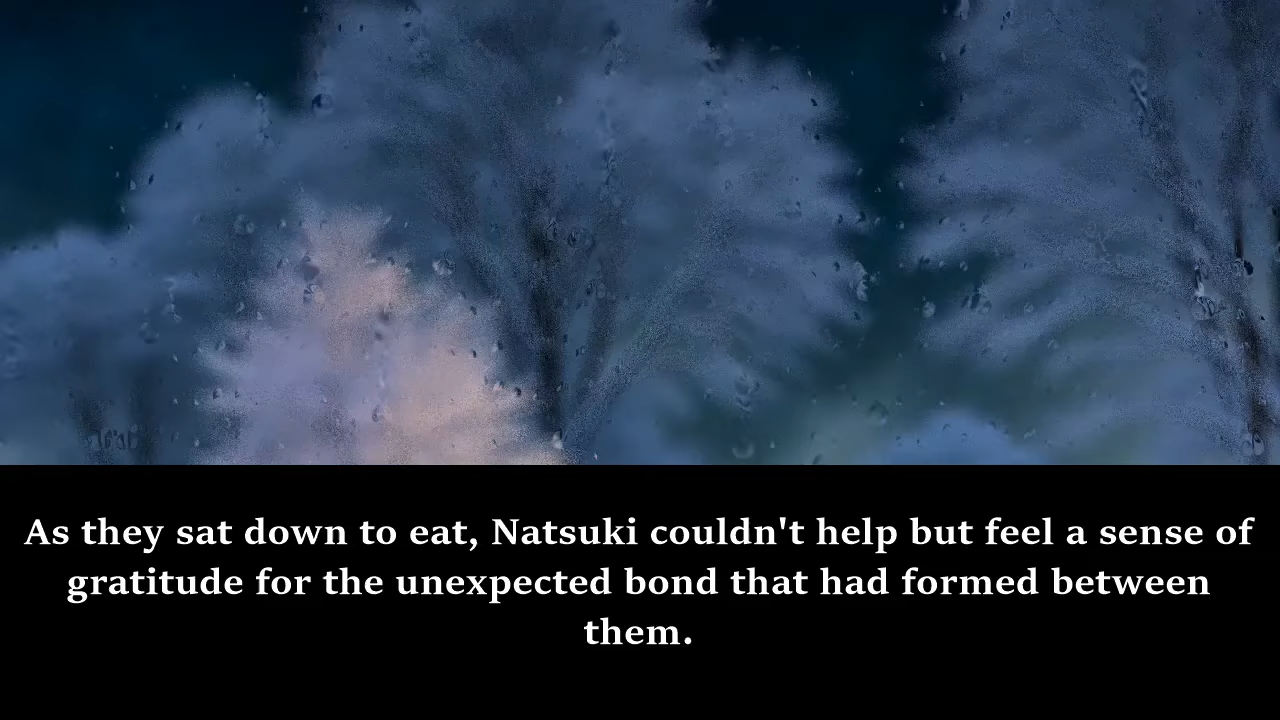 As they sat down to eat, Natsuki couldn't help but feel a sense of
gratitude for the unexpected bond that had formed between
them.